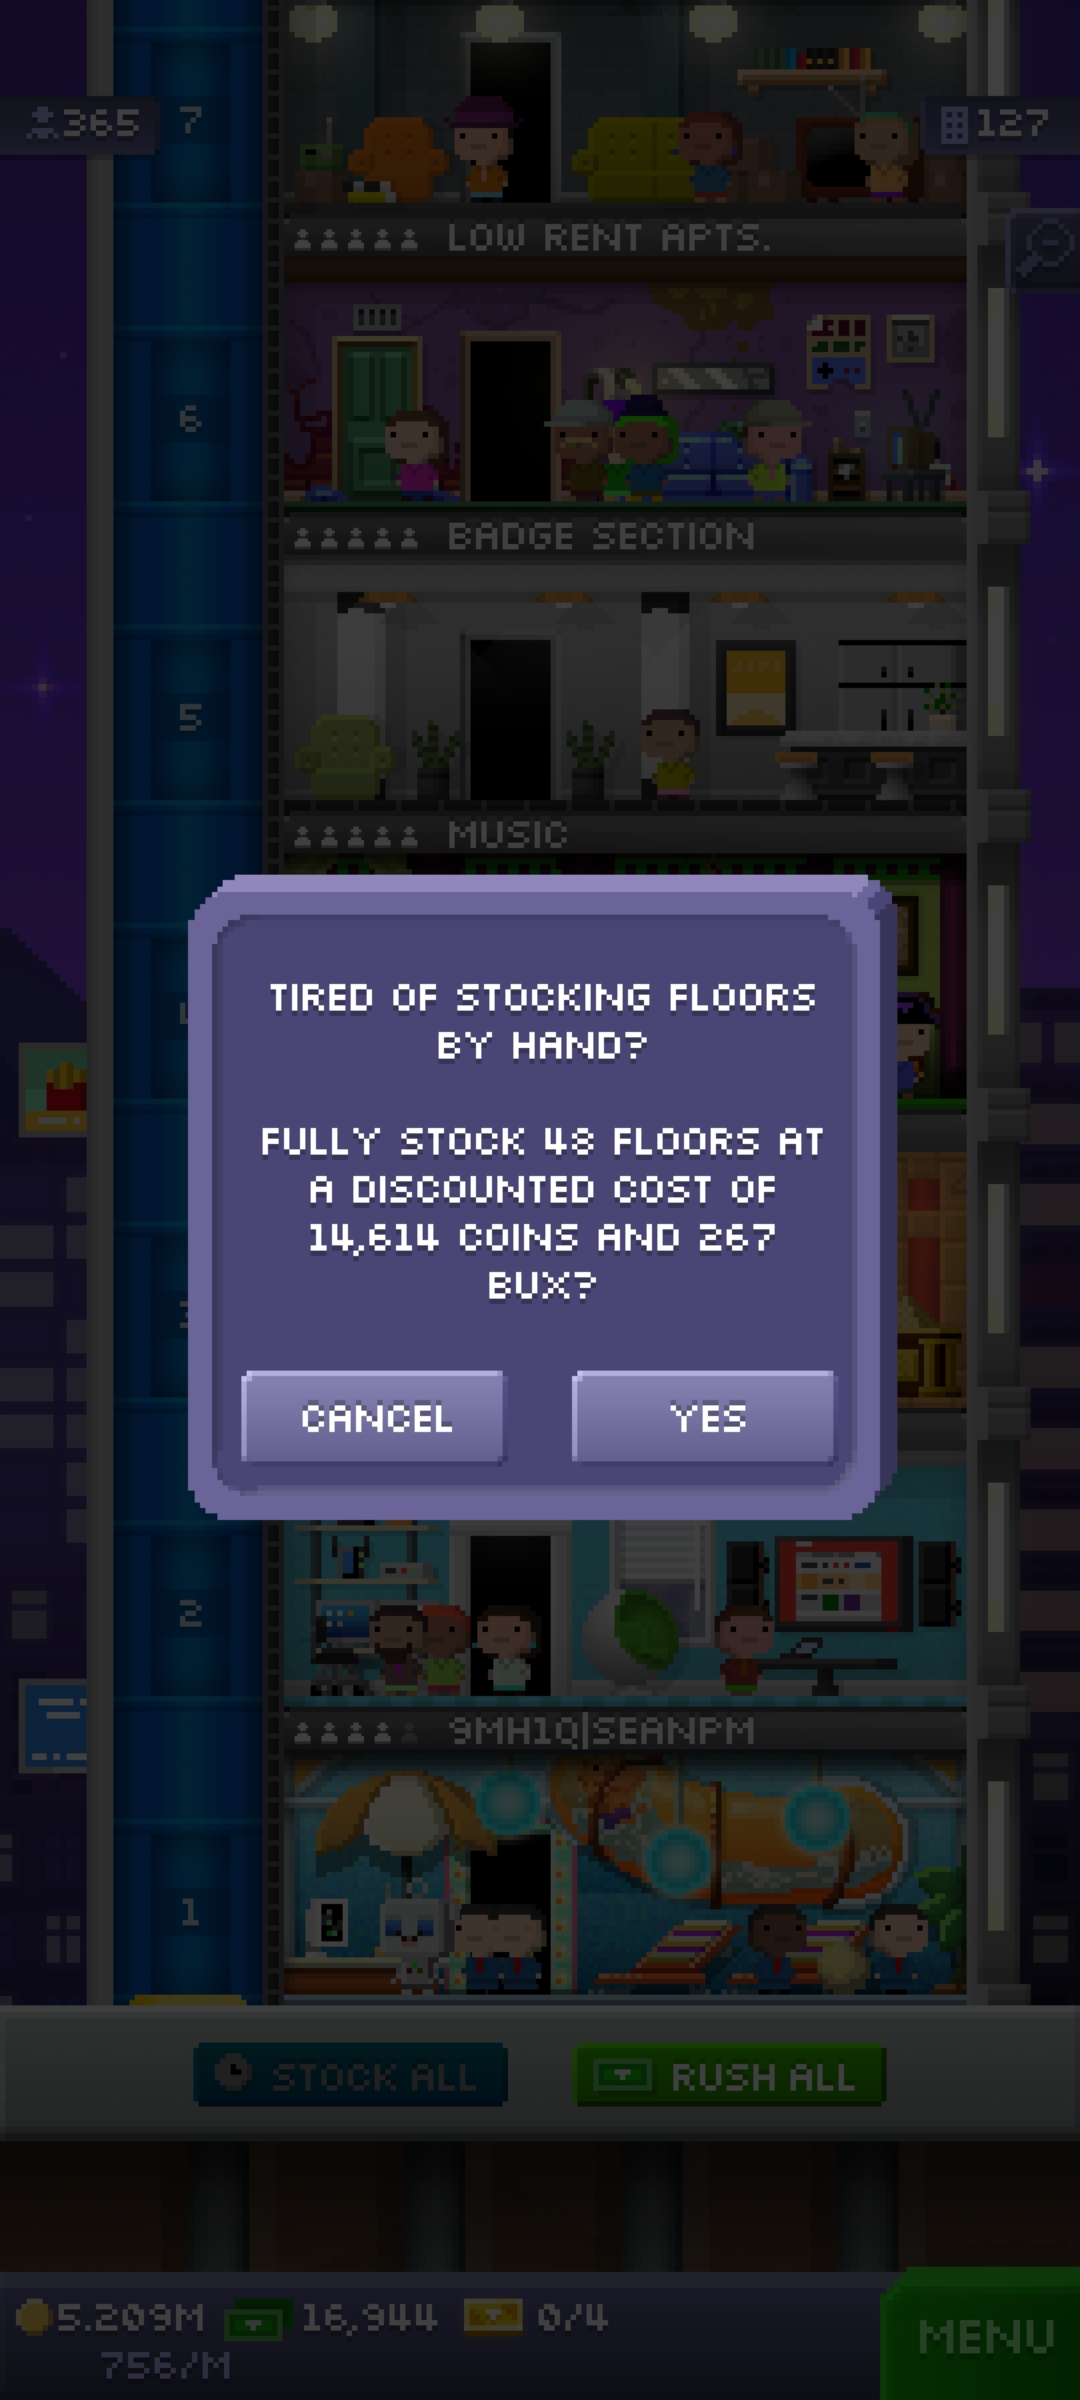 365
7
127
LOW RENT APTS.
6
BADGE SECTION
5
MUSIC
TIRED OF STOCKING FLOORS
BY HAND?
FULLY STOCK 48 FLOORS AT
A DISCOUNTED COST OF
14,614 COINS AND 267
BUX?
CANCEL
YES
2
9MH1Q|SEANPM
1
STOCK ALL
RUSH ALL
5.209M
16,944
0/4
756/M
MENU